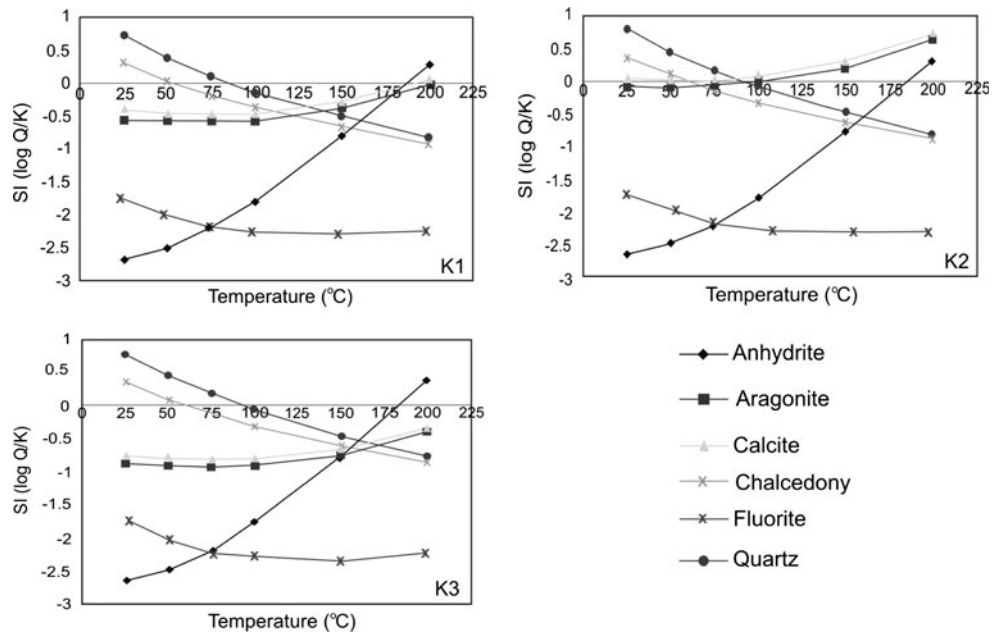 1
0.5
0
-0.5
-1
-1.5
-2
-2.5
-3
0 25 50 75 100 125 150 175 200 225
SI (log Q/K)
K1
Temperature (°C)
1
0.5
0
-0.5
-1
-1.5
-2
-2.5
-3
0 25 50 75 100 125 150 175 200 225
SI (log Q/K)
K2
Temperature (°C)
1
0.5
0
-0.5
-1
-1.5
-2
-2.5
-3
0 25 50 75 100 125 150 175 200 225
SI (log Q/K)
K3
Temperature (°C)
Anhydrite
Aragonite
Calcite
Chalcedony
Fluorite
Quartz